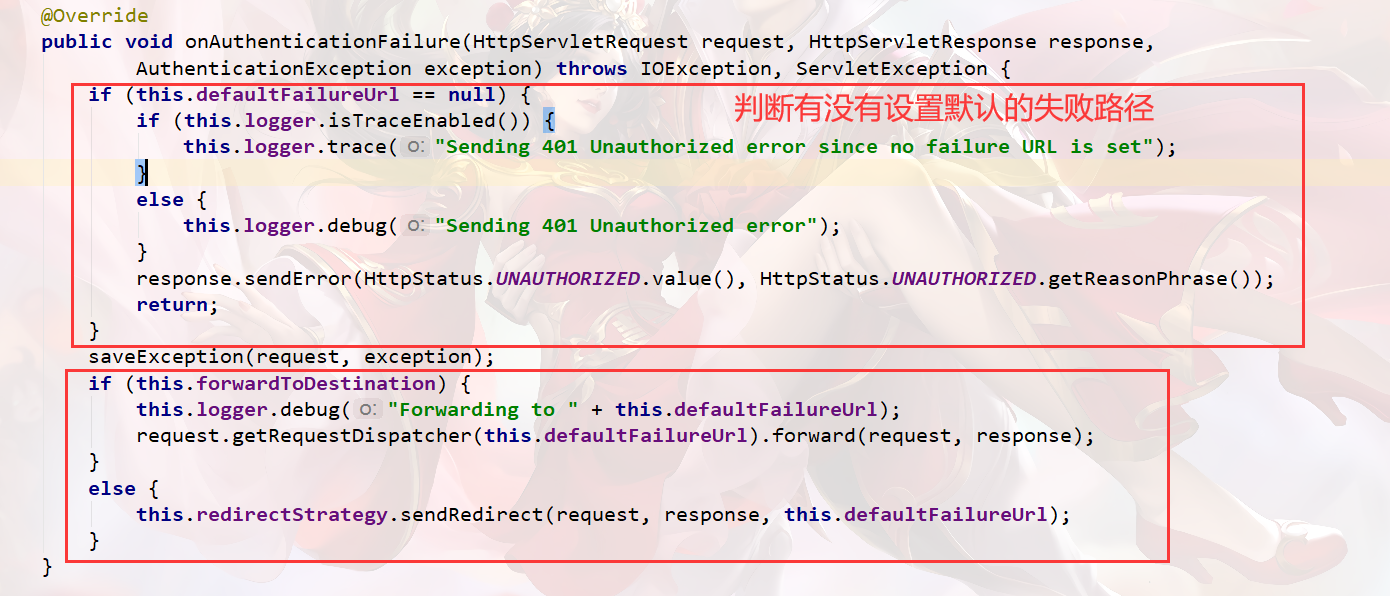 @Override
public void onAuthenticationFailure(HttpServletRequest request, HttpServletResponse response,
        AuthenticationException exception) throws IOException, ServletException {
    if (this.defaultFailureUrl == null) { 判断有没有设置默认的失败路径
        if (this.logger.isTraceEnabled()) {
            this.logger.trace( o: "Sending 401 Unauthorized error since no failure URL is set");
        }
        else {
            this.logger.debug( o: "Sending 401 Unauthorized error");
        }
        response.sendError(HttpStatus.UNAUTHORIZED.value(), HttpStatus.UNAUTHORIZED.getReasonPhrase());
        return;
    }
    saveException(request, exception);
    if (this.forwardToDestination) {
        this.logger.debug( o: "Forwarding to " + this.defaultFailureUrl);
        request.getRequestDispatcher(this.defaultFailureUrl).forward(request, response);
    }
    else {
        this.redirectStrategy.sendRedirect(request, response, this.defaultFailureUrl);
    }
}